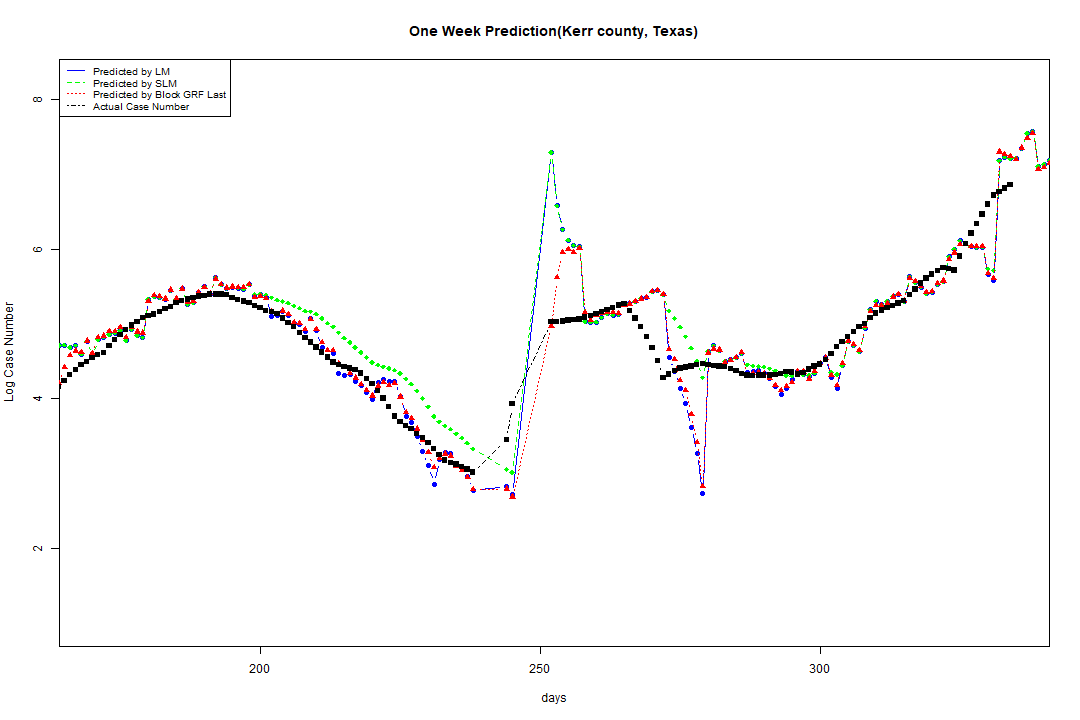 One Week Prediction(Kerr county, Texas)
Predicted by LM
Predicted by SLM
Predicted by Block GRF Last
Actual Case Number
8
6
4
2
Log Case Number
200
250
300
days